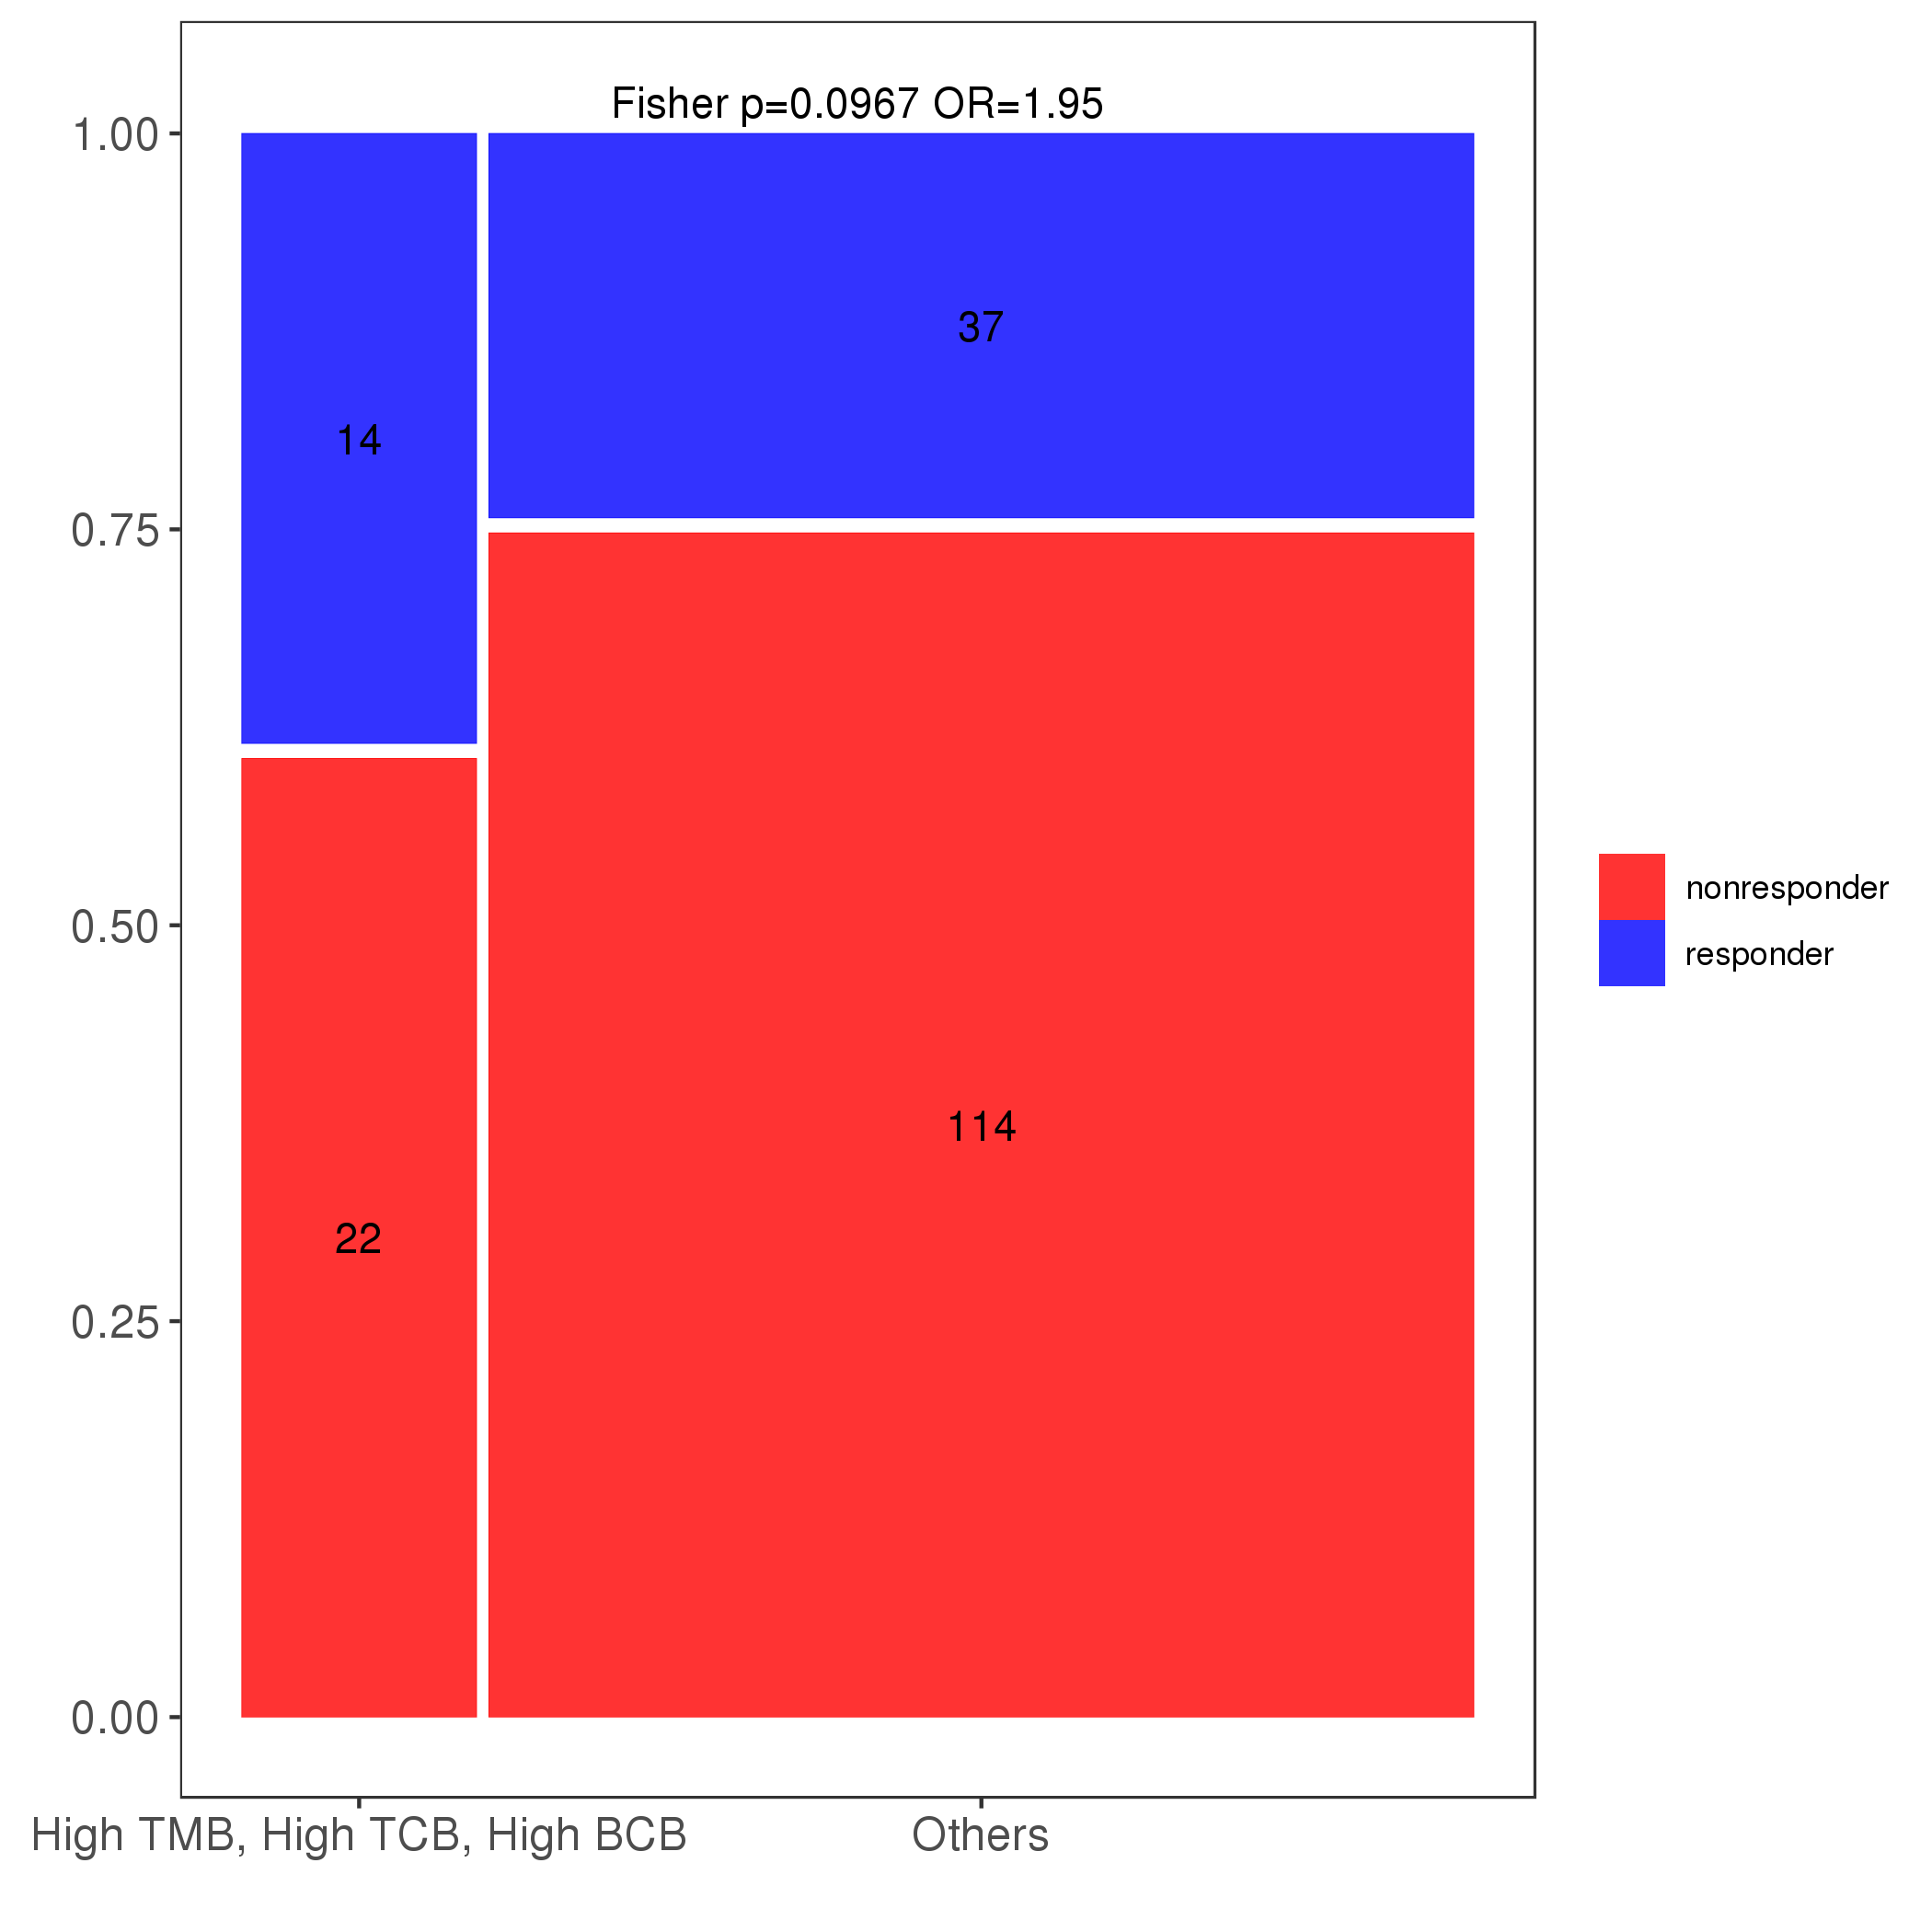 Fisher p=0.0967 OR=1.95
1.00
0.75
0.50
0.25
0.00
14
37
22
114
High TMB, High TCB, High BCB
Others
nonresponder
responder